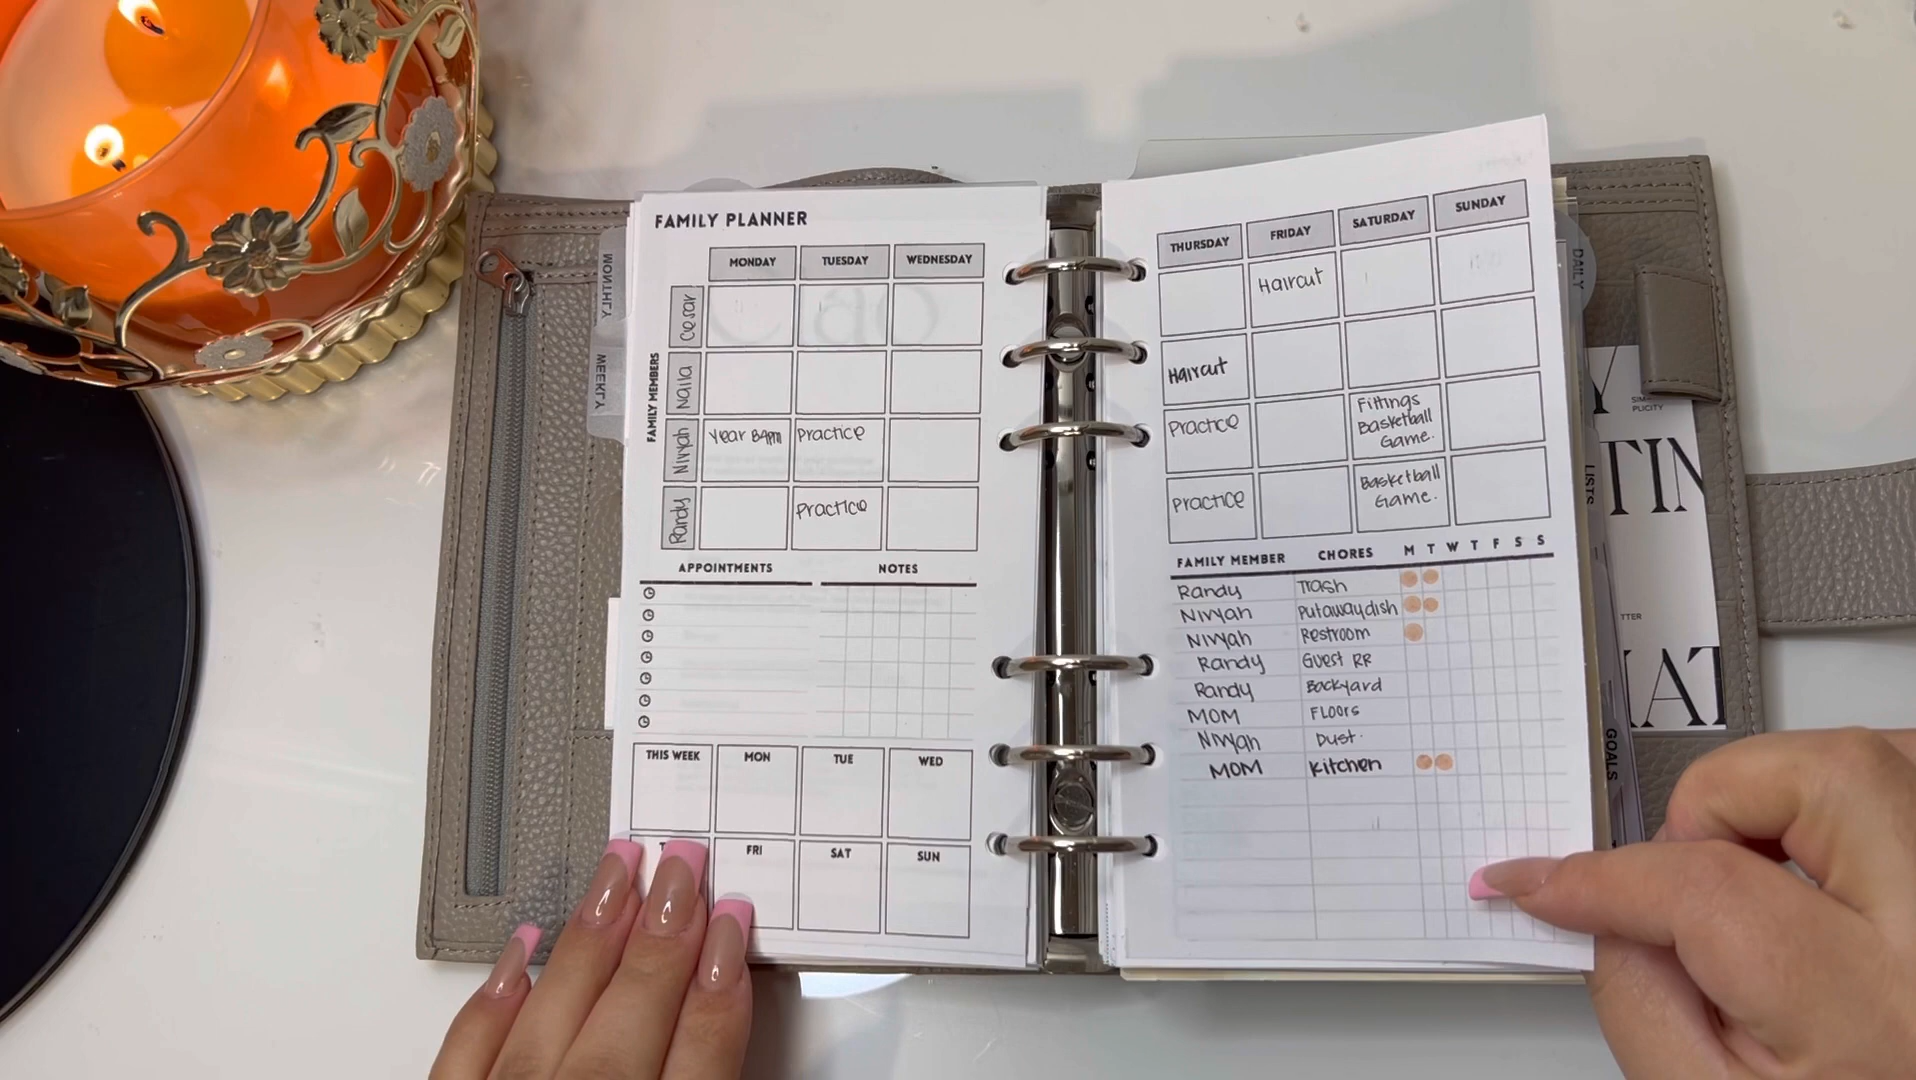 FAMILY PLANNER
MONDAY TUESDAY WEDNESDAY
FAMILY MEMBERS
Cesar
Naila
Nivyah Practice
Randy Practice
APPOINTMENTS NOTES
THIS WEEK MON TUE WED
FRI SAT SUN
THURSDAY FRIDAY SATURDAY SUNDAY
Haircut
Haircut
Practice Fittings
Basketball
Game.
Practice Basketball
Game.
FAMILY MEMBER CHORES M T W T F S S
Randy Trash
Nivyah Putawaydish
Nivyah Restroom
Randy Guest RR
Randy Backyard
MOM FLOORS
Nivyah Dust.
MOM Kitchen
MONTHLY
WEEKLY
DAILY
LISTS
GOALS
PLICITY